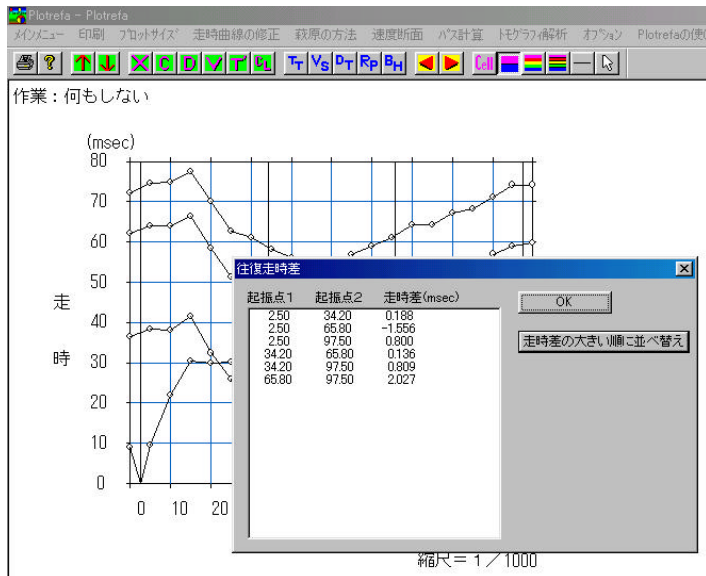 Plotrefa - Plotrefa
メインメニュー 印刷 プロットサイズ 走時曲線の修正 萩原の方法 速度断面 パス計算 トモグラフィ解析 オプション Plotrefaの使
Cell
作業：何もしない
(msec)
80
70
60
50
走
40
時
30
20
10
0
0 10 20
往復走時差
起振点1 起振点2 走時差(msec)
2.50 34.20 0.188
2.50 65.80 -1.556
2.50 97.50 0.800
34.20 65.80 0.136
34.20 97.50 0.809
65.80 97.50 2.027
OK
走時差の大きい順に並べ替え
縮尺＝１／1000